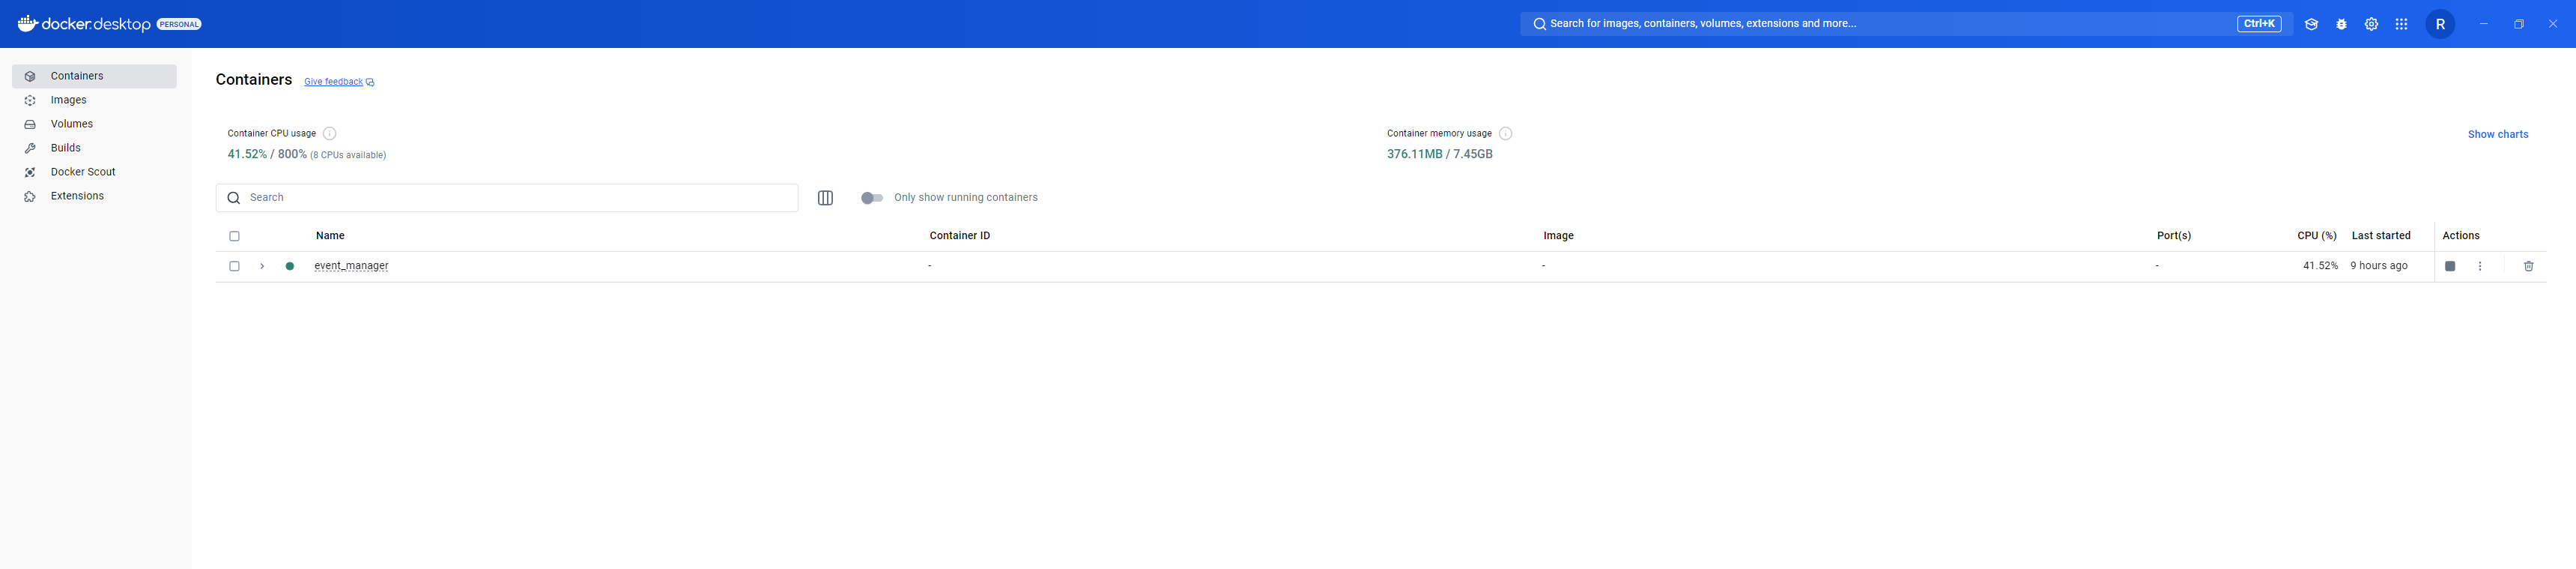 docker.desktop PERSONAL
Search for images, containers, volumes, extensions and more... Ctrl+K
R
Containers
Images
Volumes
Builds
Docker Scout
Extensions
Containers Give feedback
Container CPU usage
41.52% / 800% (8 CPUs available)
Container memory usage
376.11MB / 7.45GB
Show charts
Search
Only show running containers
Name Container ID Image Port(s) CPU (%) Last started Actions
event_manager - - - 41.52% 9 hours ago